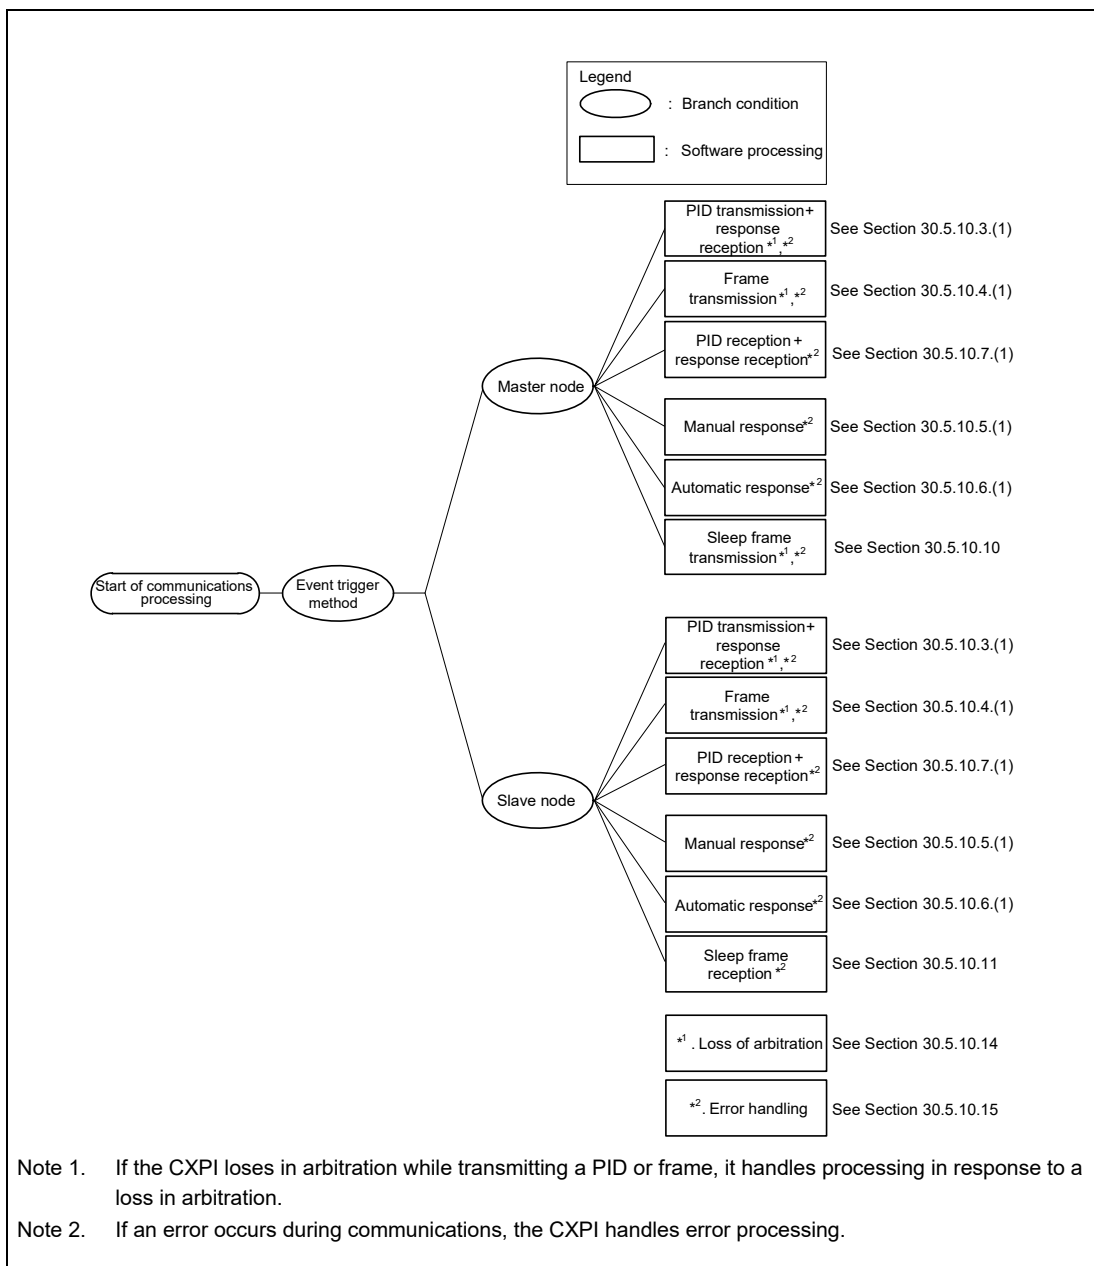 Legend
: Branch condition
: Software processing
PID transmission+
response
reception *1,*2
See Section 30.5.10.3.(1)
Frame
transmission*1,*2
See Section 30.5.10.4.(1)
PID reception +
response reception*2
See Section 30.5.10.7.(1)
Master node
Manual response*2
See Section 30.5.10.5.(1)
Automatic response*2
See Section 30.5.10.6.(1)
Sleep frame
transmission*1,*2
See Section 30.5.10.10
Start of communications
processing
Event trigger
method
PID transmission+
response
reception *1,*2
See Section 30.5.10.3.(1)
Frame
transmission*1,*2
See Section 30.5.10.4.(1)
PID reception +
response reception*2
See Section 30.5.10.7.(1)
Slave node
Manual response*2
See Section 30.5.10.5.(1)
Automatic response*2
See Section 30.5.10.6.(1)
Sleep frame
reception *2
See Section 30.5.10.11
*1 . Loss of arbitration
See Section 30.5.10.14
*2. Error handling
See Section 30.5.10.15
Note 1. If the CXPI loses in arbitration while transmitting a PID or frame, it handles processing in response to a
loss in arbitration.
Note 2. If an error occurs during communications, the CXPI handles error processing.